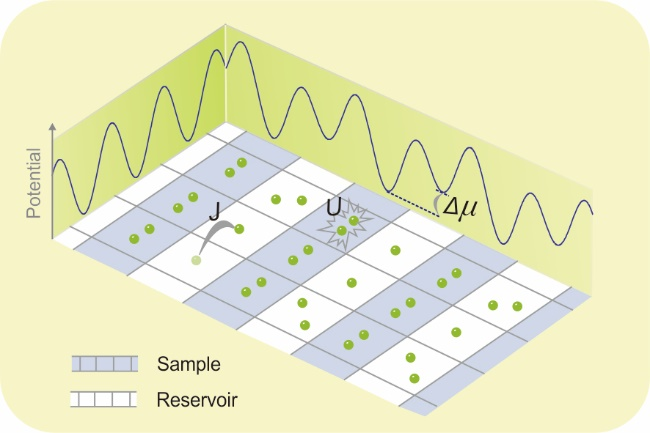 Potential
J
U
Δμ
Sample
Reservoir